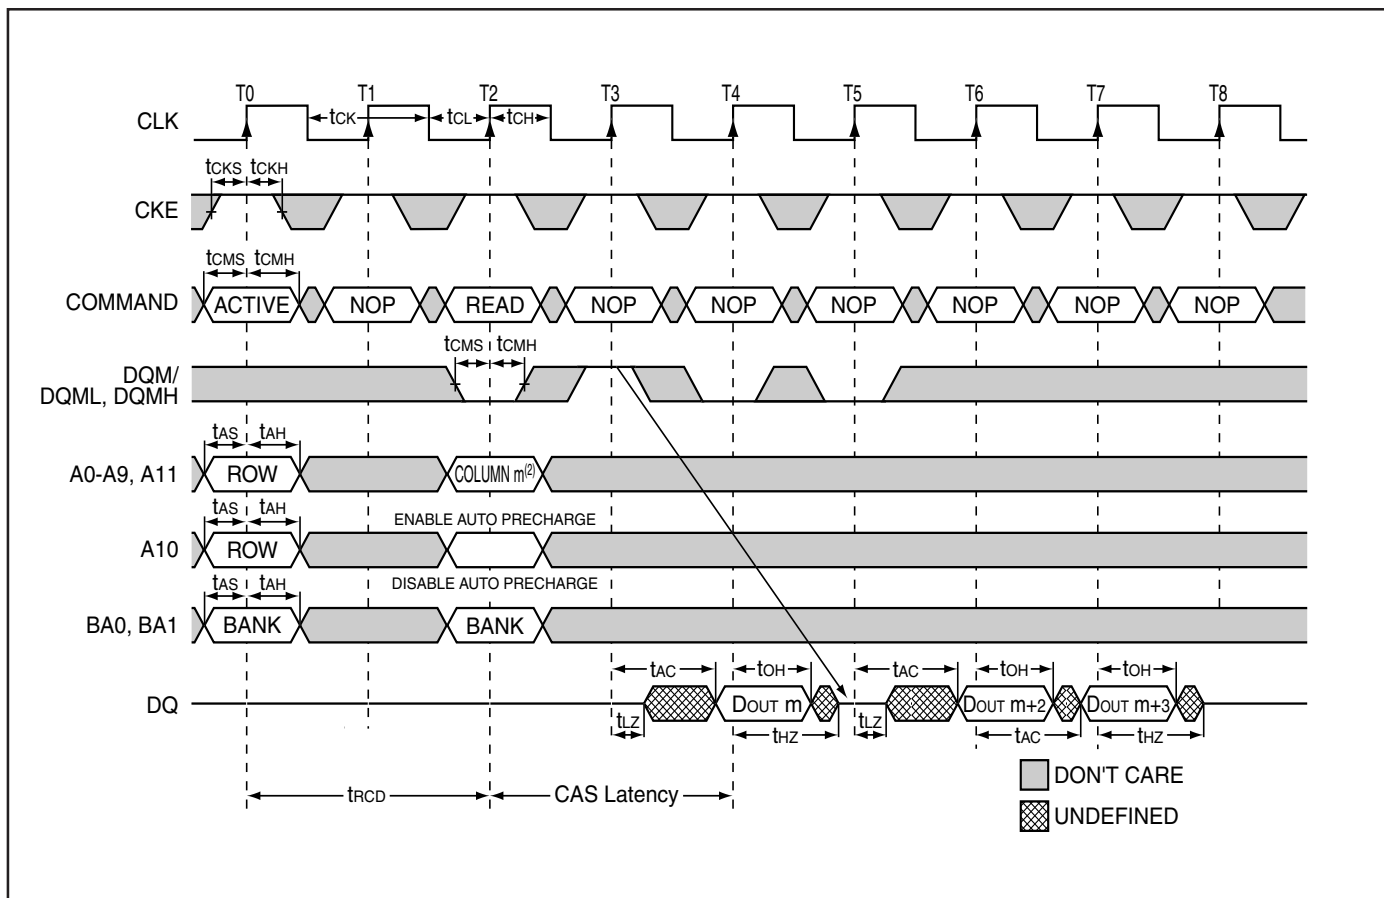 T0 T1 T2 T3 T4 T5 T6 T7 T8
CLK tCK tCL tCH
tCKS tCKH
CKE
tCMS tCMH
COMMAND ACTIVE NOP READ NOP NOP NOP NOP NOP NOP
tCMS tCMH
DQM/
DQML, DQMH
tAS tAH
A0-A9, A11 ROW COLUMN m(2)
tAS tAH ENABLE AUTO PRECHARGE
A10 ROW
tAS tAH DISABLE AUTO PRECHARGE
BA0, BA1 BANK BANK
tAC tOH tAC tOH tOH
DQ DOUT m DOUT m+2 DOUT m+3
tLZ tHZ tLZ tAC tHZ
DON'T CARE
tRCD CAS Latency
UNDEFINED